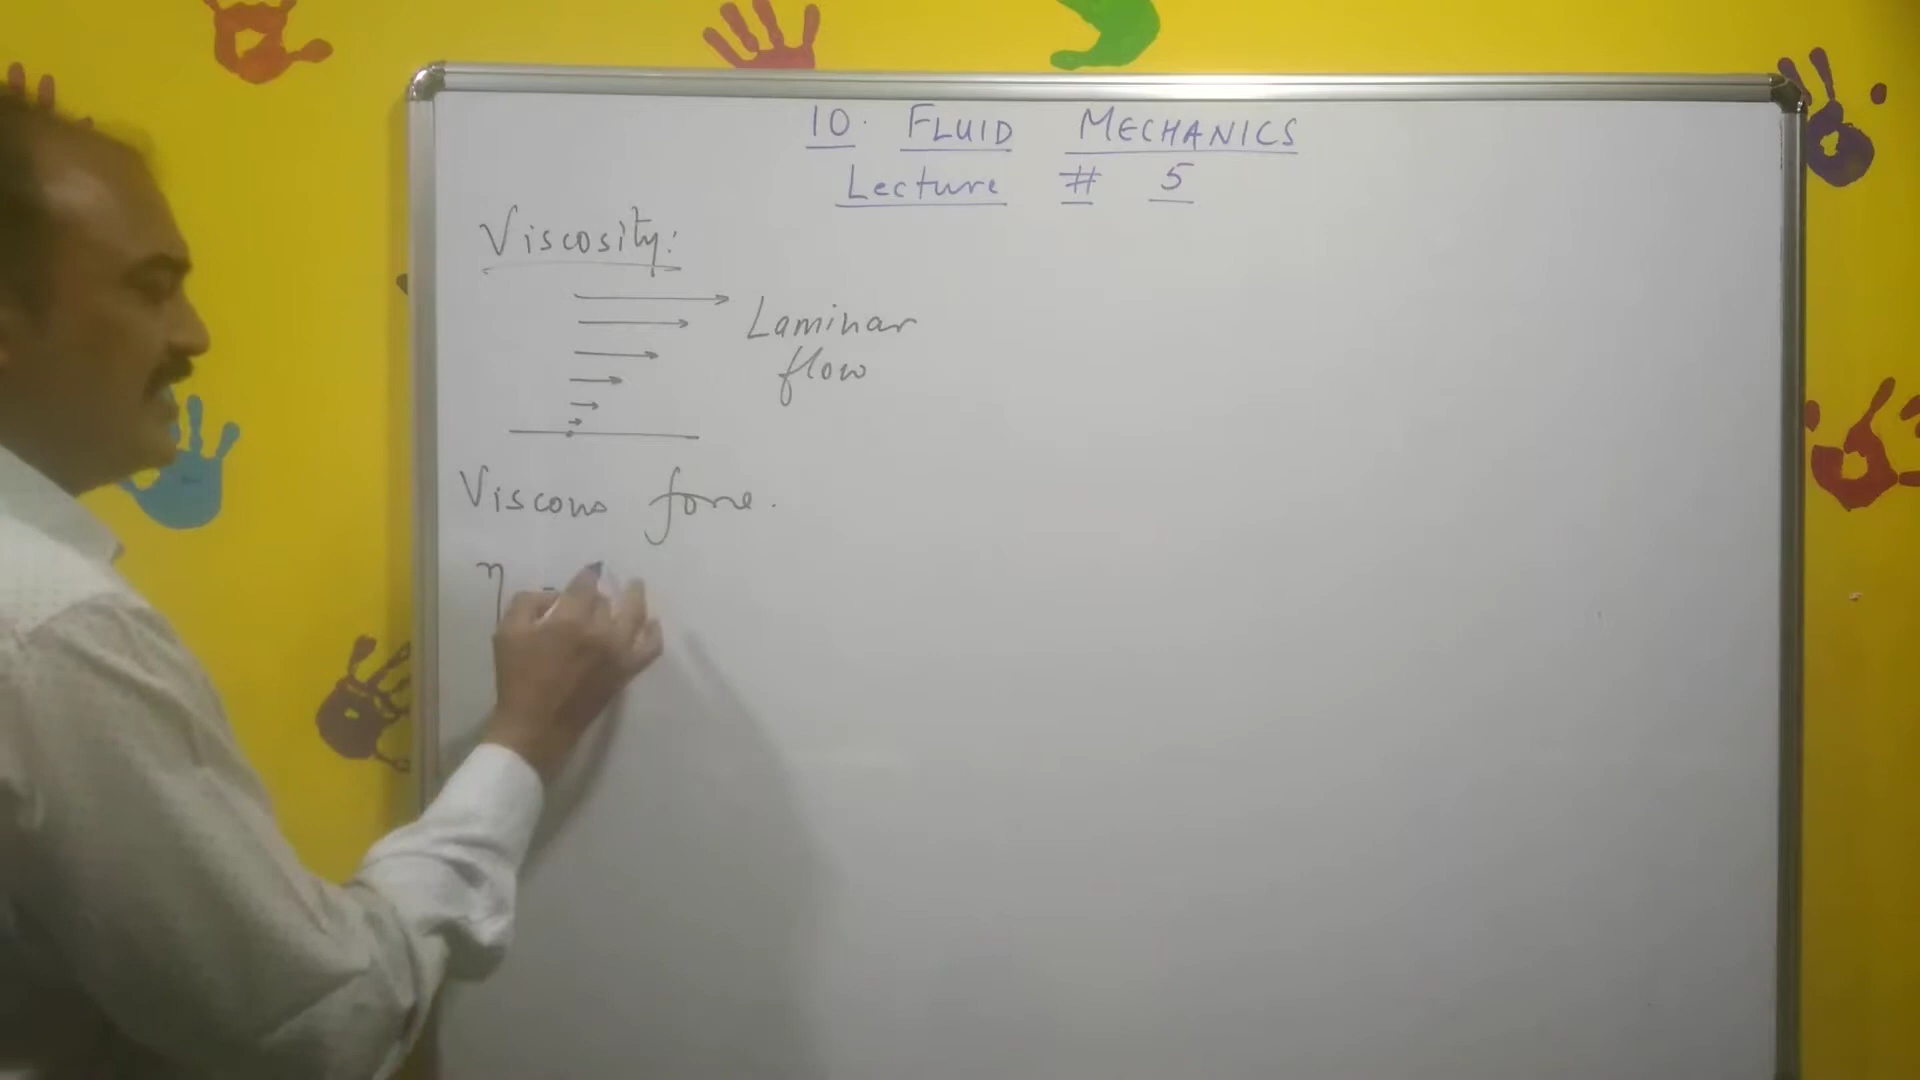 10. FLUID MECHANICS
Lecture # 5
Viscosity:
Laminar
flow
Viscous force.
η =